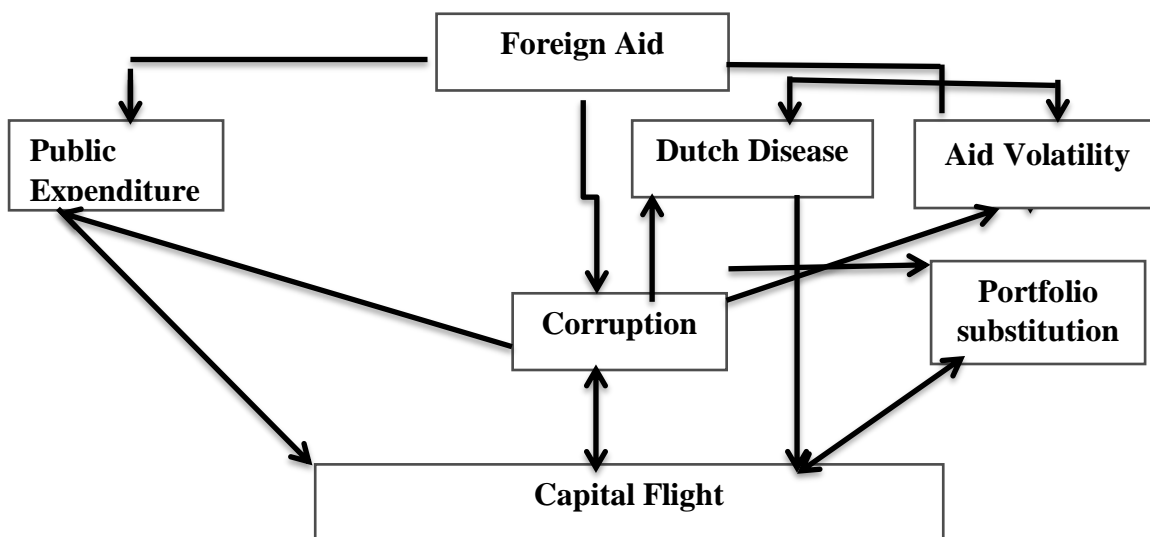 Foreign Aid
Public
Expenditure
Dutch Disease
Aid Volatility
Corruption
Portfolio
substitution
Capital Flight